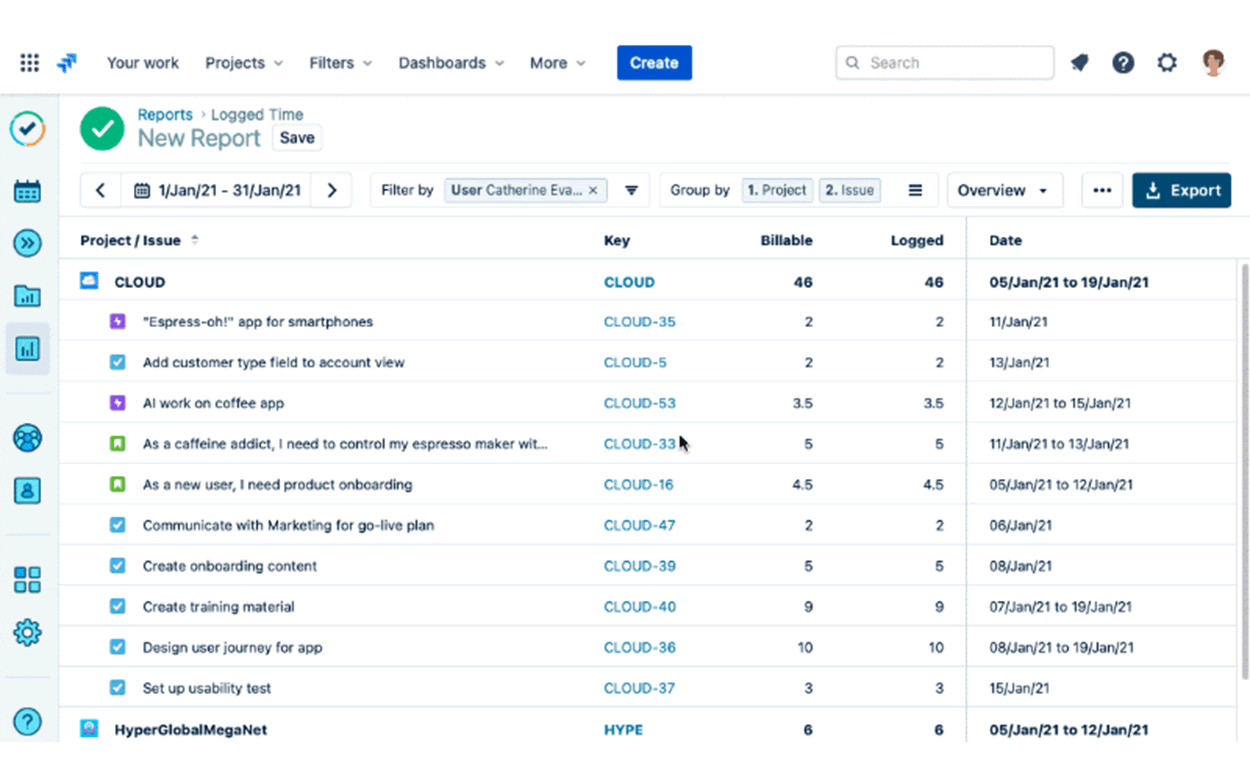 Your work Projects Filters Dashboards More Create Search
Reports › Logged Time
New Report Save
1/Jan/21 - 31/Jan/21 Filter by User Catherine Eva... × Group by 1. Project 2. Issue Overview ••• Export
Project / Issue Key Billable Logged Date
CLOUD CLOUD 46 46 05/Jan/21 to 19/Jan/21
"Espress-oh!" app for smartphones CLOUD-35 2 2 11/Jan/21
Add customer type field to account view CLOUD-5 2 2 13/Jan/21
AI work on coffee app CLOUD-53 3.5 3.5 12/Jan/21 to 15/Jan/21
As a caffeine addict, I need to control my espresso maker wit... CLOUD-33 5 5 11/Jan/21 to 13/Jan/21
As a new user, I need product onboarding CLOUD-16 4.5 4.5 05/Jan/21 to 12/Jan/21
Communicate with Marketing for go-live plan CLOUD-47 2 2 06/Jan/21
Create onboarding content CLOUD-39 5 5 08/Jan/21
Create training material CLOUD-40 9 9 07/Jan/21 to 19/Jan/21
Design user journey for app CLOUD-36 10 10 08/Jan/21 to 19/Jan/21
Set up usability test CLOUD-37 3 3 15/Jan/21
HyperGlobalMegaNet HYPE 6 6 05/Jan/21 to 12/Jan/21